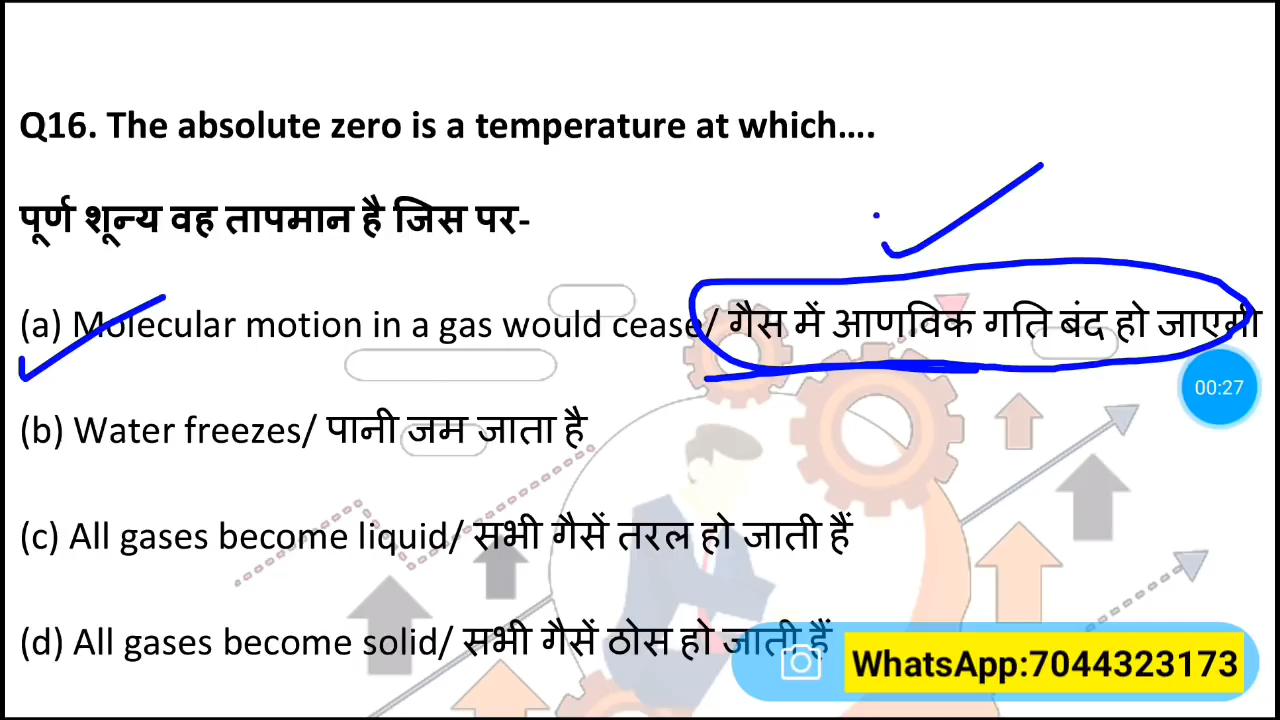 Q16. The absolute zero is a temperature at which....
पूर्ण शून्य वह तापमान है जिस पर-
(a) Molecular motion in a gas would cease/ गैस में आणविक गति बंद हो जाएगी
(b) Water freezes/ पानी जम जाता है
00:27
(c) All gases become liquid/ सभी गैसें तरल हो जाती हैं
(d) All gases become solid/ सभी गैसें ठोस हो जाती हैं
WhatsApp:7044323173